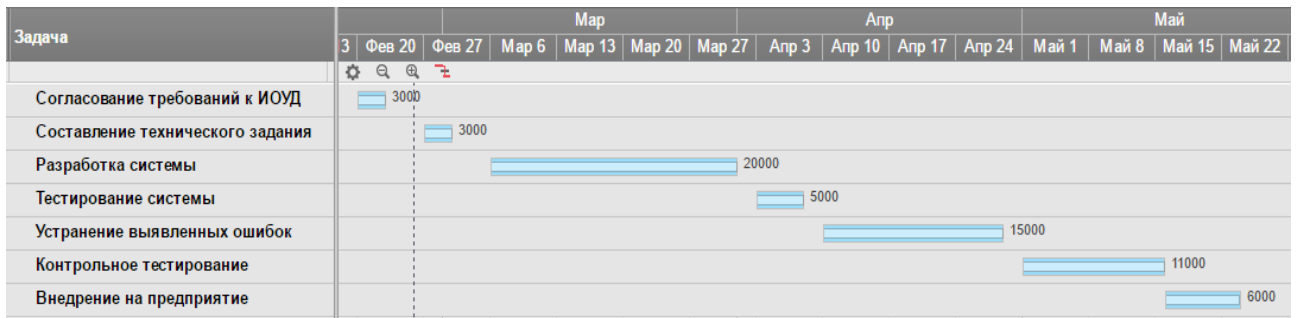 Задача
Мар Апр Май
3 Фев 20 Фев 27 Мар 6 Мар 13 Мар 20 Мар 27 Апр 3 Апр 10 Апр 17 Апр 24 Май 1 Май 8 Май 15 Май 22
Согласование требований к ИОУД 3000
Составление технического задания 3000
Разработка системы 20000
Тестирование системы 5000
Устранение выявленных ошибок 15000
Контрольное тестирование 11000
Внедрение на предприятие 6000